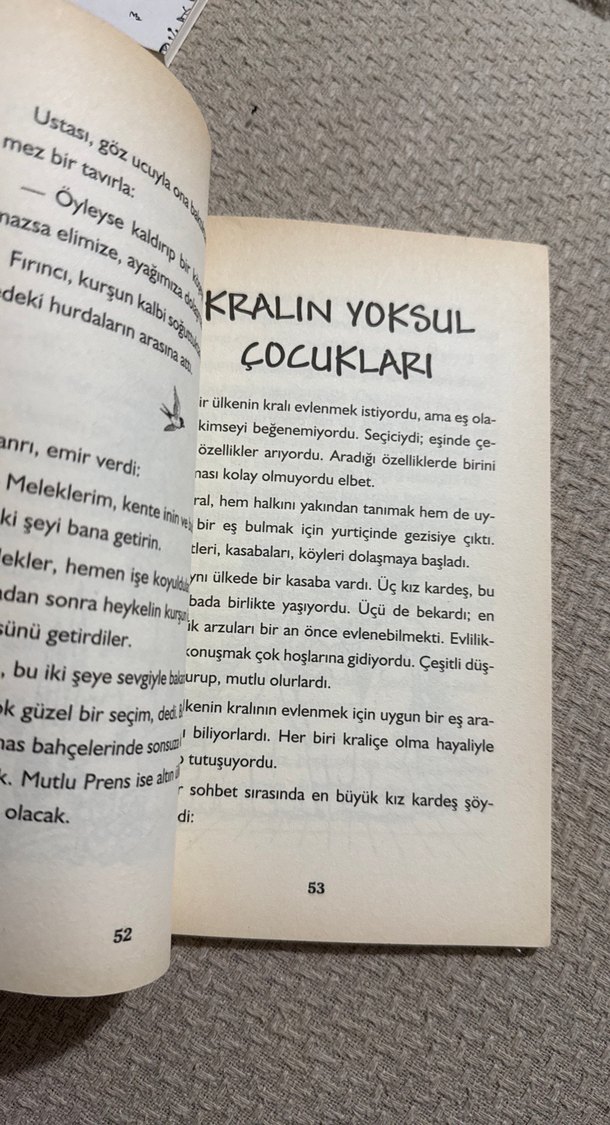 Ustası, göz ucuyla ona
mez bir tavırla:
— Öyleyse kaldırıp bir
mazsa elimize, ayağımıza
Fırıncı, kurşun kalbi
deki hurdaların arasına attı.
anrı, emir verdi:
Meleklerim, kente inin ve
ki şeyi bana getirin.
lekler, hemen işe
ndan sonra heykelin kurşun
sünü getirdiler.
, bu iki şeye sevgiyle
ok güzel bir seçim, dedi.
nas bahçelerinde
k. Mutlu Prens ise altın
olacak.
52
KRALIN YOKSUL
ÇOCUKLARI
ir ülkenin kralı evlenmek istiyordu, ama eş ola-
kimseyi beğenemiyordu. Seçiciydi; eşinde çe-
özellikler arıyordu. Aradığı özelliklerde birini
ması kolay olmuyordu elbet.
ral, hem halkını yakından tanımak hem de uy-
bir eş bulmak için yurtiçinde gezisiye çıktı.
tleri, kasabaları, köyleri dolaşmaya başladı.
ynı ülkede bir kasaba vardı. Üç kız kardeş, bu
bada birlikte yaşıyordu. Üçü de bekardı; en
ük arzuları bir an önce evlenebilmekti. Evlilik-
konuşmak çok hoşlarına gidiyordu. Çeşitli düş-
urup, mutlu olurlardı.
lkenin kralının evlenmek için uygun bir eş ara-
ı biliyorlardı. Her biri kraliçe olma hayaliyle
p tutuşuyordu.
r sohbet sırasında en büyük kız kardeş şöy-
di:
53